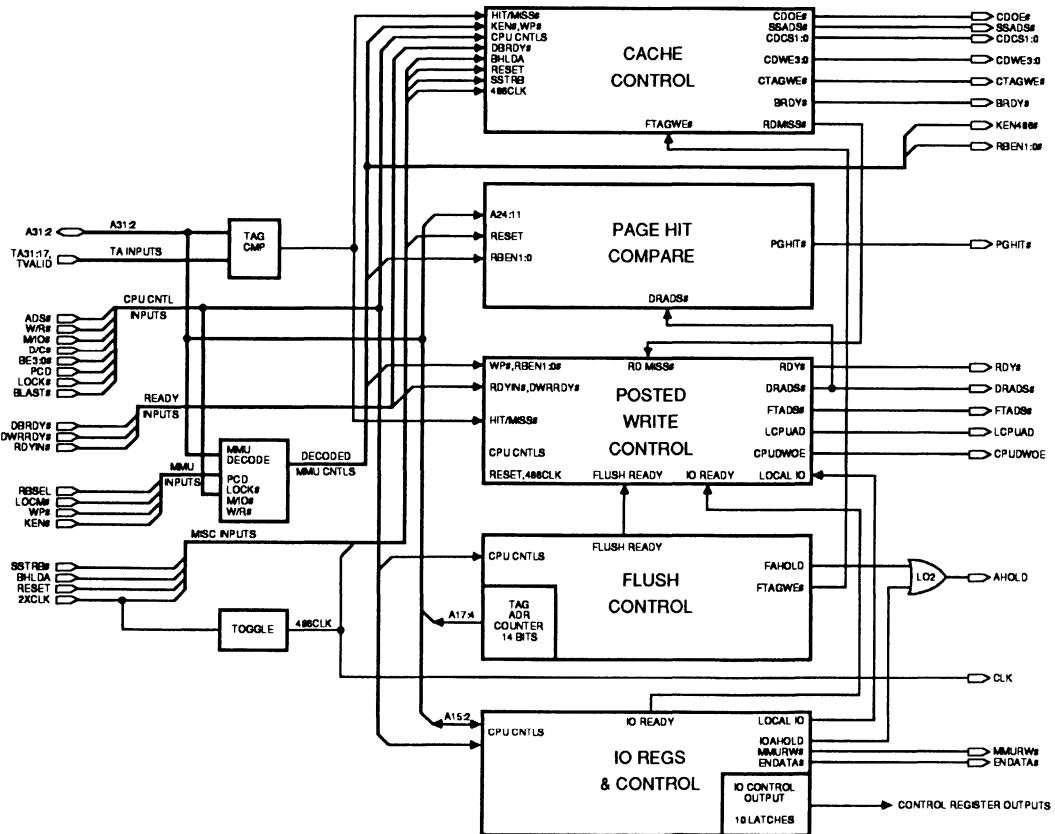 HIT/MISS#
KEN#,WP#
CPU CNTLS
DBRDY#
BHLDA
RESET
SSTRB
486CLK
CACHE
CONTROL
FTAGWE#
CDOE#
SSADS#
CDCS1:0
CDWE3:0
CTAGWE#
BRDY#
RDMISS#
CDOE#
SSADS#
CDCS1:0
CDWE3:0
CTAGWE#
BRDY#
KEN486#
RBEN1:0#
A31:2
A31:2
TA31:17,
TVALID
TA INPUTS
TAG
CMP
A24:11
RESET
RBEN1:0
PAGE HIT
COMPARE
DRADS#
PGHIT#
PGHIT#
CPU CNTL
INPUTS
ADS#
W/R#
M/IO#
D/C#
BE3:0#
PCD
LOCK#
BLAST#
READY
INPUTS
DBRDY#
DWRRDY#
RDYIN#
WP#,RBEN1:0#
RDYIN#,DWRRDY#
HIT/MISS#
CPU CNTLS
RESET,486CLK
RD MISS#
POSTED
WRITE
CONTROL
FLUSH READY
IO READY
LOCAL IO
RDY#
DRADS#
FTADS#
LCPUAD
CPUDWOE
RDY#
DRADS#
FTADS#
LCPUAD
CPUDWOE
MMU
DECODE
PCD
LOCK#
M/IO#
W/R#
DECODED
MMU CNTLS
MMU
INPUTS
RBSEL
LOCM#
WP#
KEN#
MISC INPUTS
SSTRB#
BHLDA
RESET
2XCLK
TOGGLE
486CLK
FLUSH READY
CPU CNTLS
FLUSH
CONTROL
FAHOLD
FTAGWE#
A17:4
TAG
ADR
COUNTER
14 BITS
LO2
AHOLD
CLK
A15:2
IO READY
CPU CNTLS
IO REGS
& CONTROL
LOCAL IO
IOAHOLD
MMURW#
ENDATA#
MMURW#
ENDATA#
IO CONTROL
OUTPUT
10 LATCHES
CONTROL REGISTER OUTPUTS